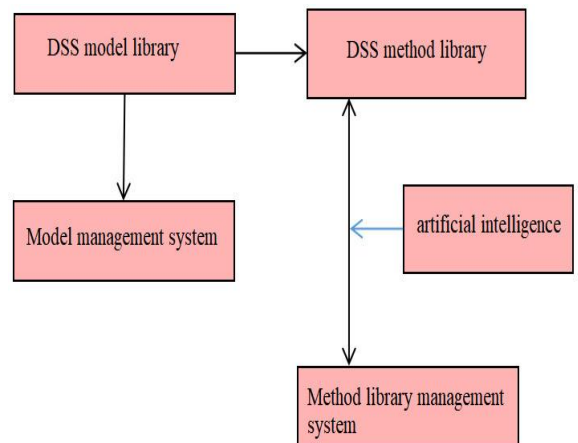 DSS model library
DSS method library
Model management system
artificial intelligence
Method library management
system